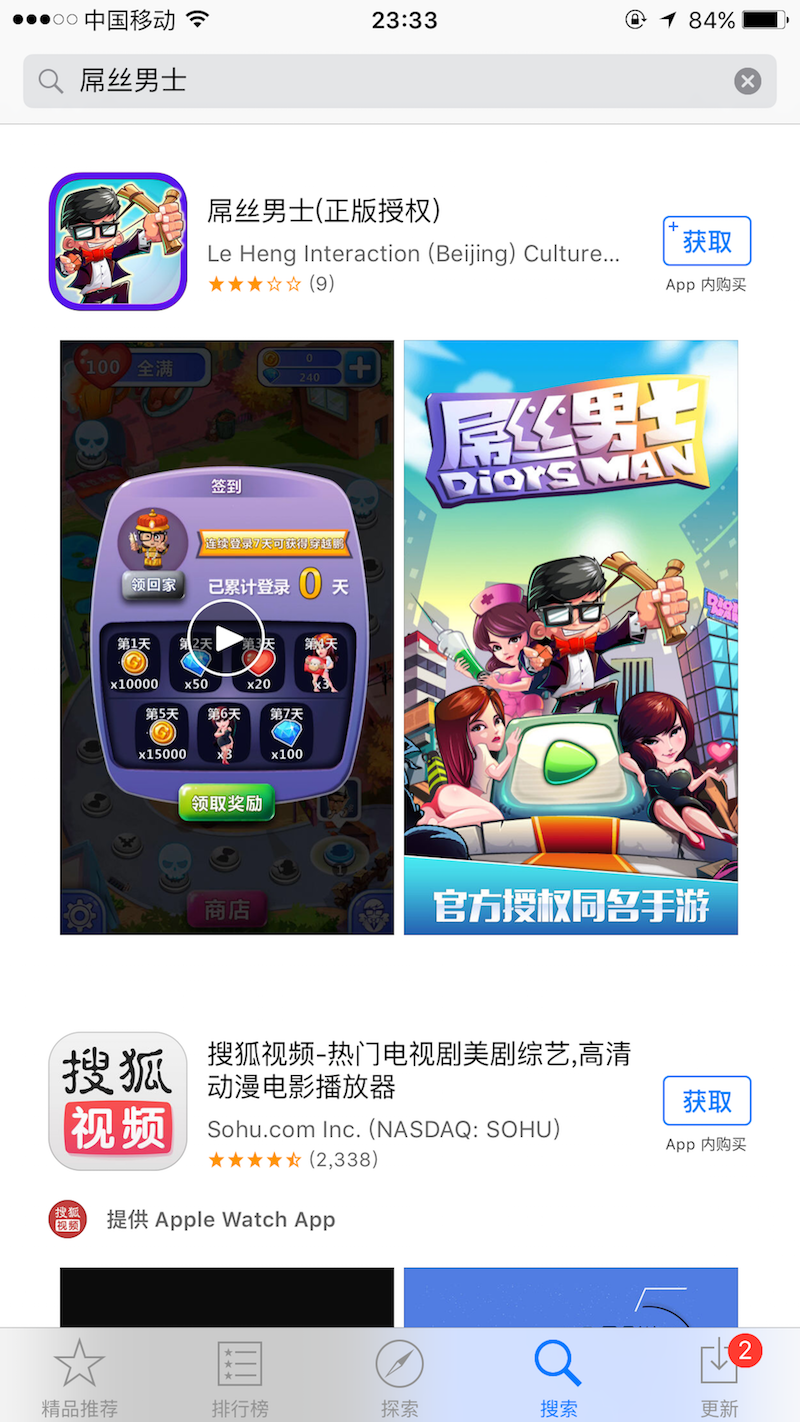 中国移动
23:33
84%
屌丝男士
屌丝男士(正版授权)
Le Heng Interaction (Beijing) Culture...
(9)
+
获取
App 内购买
100 全满
0
240
+
签到
连续登录7天可获得穿越鹏
领回家
已累计登录 0 天
第1天 第2天 第3天 第4天
x10000 x50 x20 x3
第5天 第6天 第7天
x15000 x3 x100
领取奖励
商店
屌丝男士
DIORS MAN
官方授权同名手游
搜狐视频
搜狐视频-热门电视剧美剧综艺,高清
动漫电影播放器
Sohu.com Inc. (NASDAQ: SOHU)
(2,338)
获取
App 内购买
搜狐视频
提供 Apple Watch App
5
精品推荐
排行榜
探索
搜索
2
更新